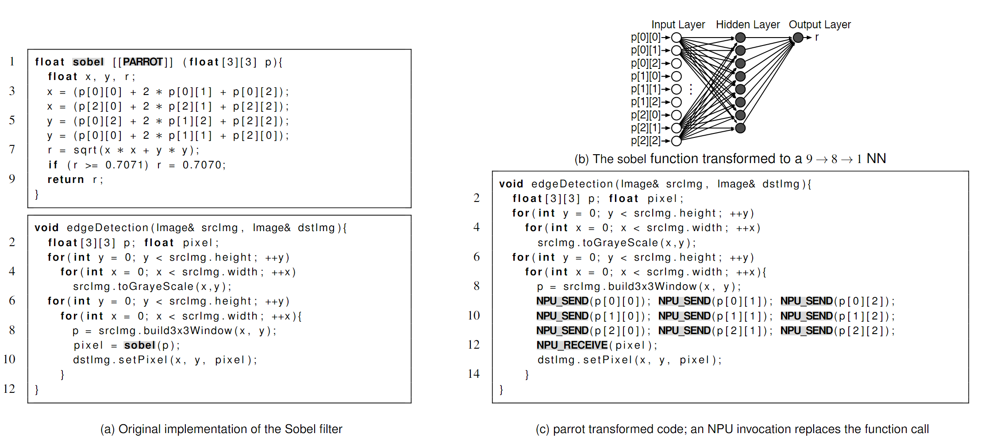 1 float sobel [[PARROT]] (float[3][3] p){
float x, y, r;
3 x = (p[0][0] + 2 * p[0][1] + p[0][2]);
x = (p[2][0] + 2 * p[2][1] + p[2][2]);
5 y = (p[0][2] + 2 * p[1][2] + p[2][2]);
y = (p[0][0] + 2 * p[1][1] + p[2][0]);
7 r = sqrt(x * x + y * y);
if (r >= 0.7071) r = 0.7070;
9 return r;
}
void edgeDetection(Image& srcImg, Image& dstImg){
2 float[3][3] p; float pixel;
for(int y = 0; y < srcImg.height; ++y)
4 for(int x = 0; x < srcImg.width; ++x)
srcImg.toGrayeScale(x,y);
6 for(int y = 0; y < srcImg.height; ++y)
for(int x = 0; x < scrImg.width; ++x){
8 p = srcImg.build3x3Window(x, y);
pixel = sobel(p);
10 dstImg.setPixel(x, y, pixel);
}
12 }
(a) Original implementation of the Sobel filter
Input Layer Hidden Layer Output Layer
p[0][0] r
p[0][1]
p[0][2]
p[1][0]
p[1][1] ⋮
p[1][2]
p[2][0]
p[2][1]
p[2][2]
(b) The sobel function transformed to a 9 → 8 → 1 NN
void edgeDetection(Image& srcImg, Image& dstImg){
2 float[3][3] p; float pixel;
for(int y = 0; y < srcImg.height; ++y)
4 for(int x = 0; x < srcImg.width; ++x)
srcImg.toGrayeScale(x,y);
6 for(int y = 0; y < srcImg.height; ++y)
for(int x = 0; x < scrImg.width; ++x){
8 p = srcImg.build3x3Window(x, y);
NPU_SEND(p[0][0]); NPU_SEND(p[0][1]); NPU_SEND(p[0][2]);
10 NPU_SEND(p[1][0]); NPU_SEND(p[1][1]); NPU_SEND(p[1][2]);
NPU_SEND(p[2][0]); NPU_SEND(p[2][1]); NPU_SEND(p[2][2]);
12 NPU_RECEIVE(pixel);
dstImg.setPixel(x, y, pixel);
14 }
}
(c) parrot transformed code; an NPU invocation replaces the function call